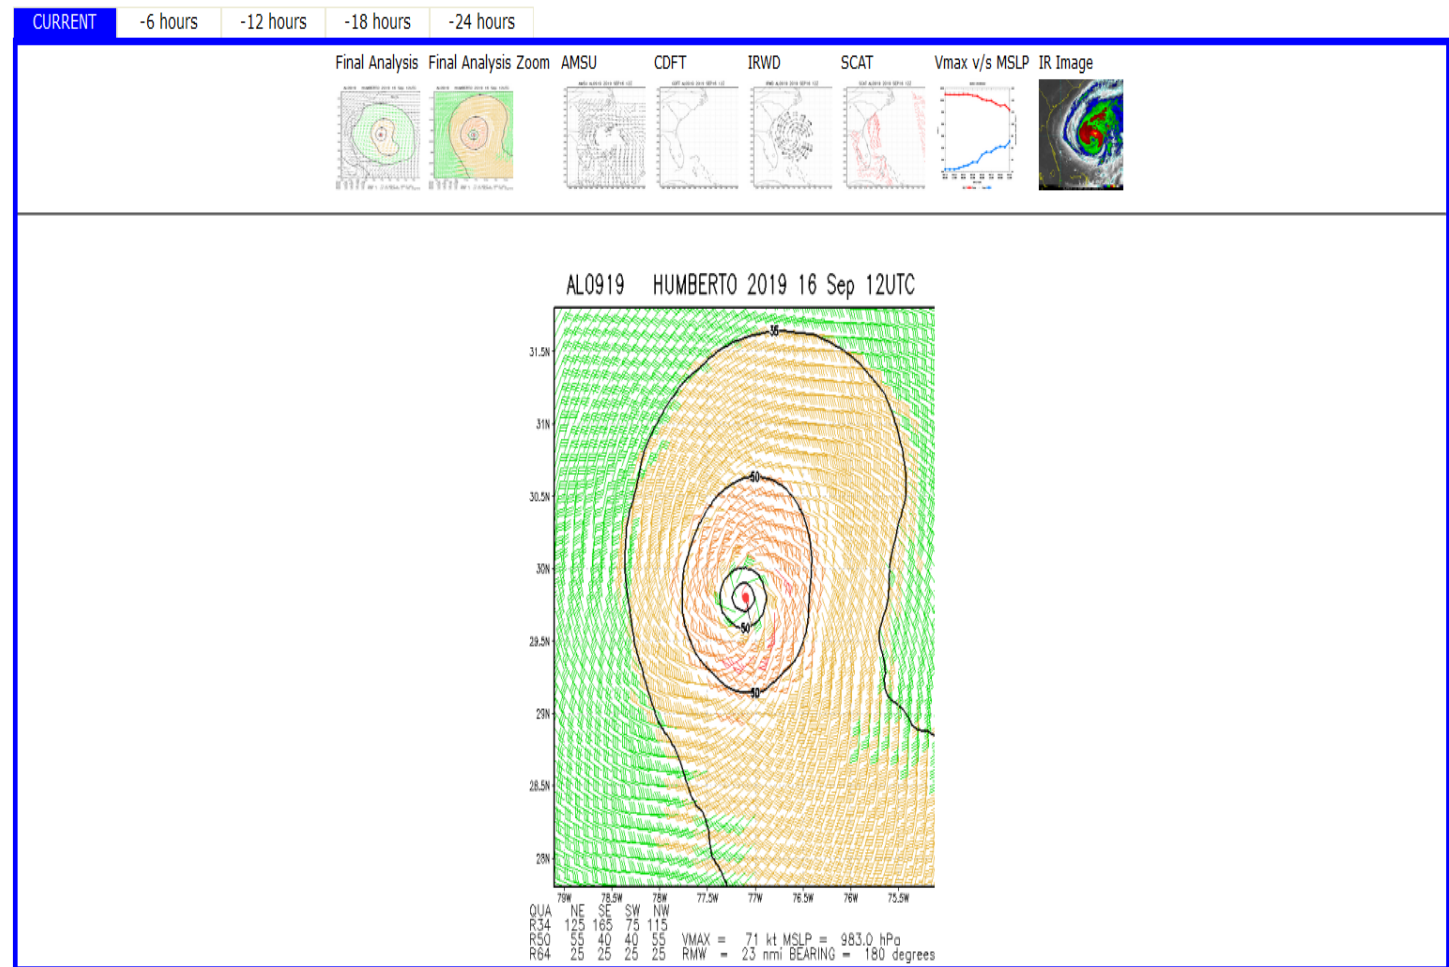 CURRENT -6 hours -12 hours -18 hours -24 hours
Final Analysis Final Analysis Zoom AMSU CDFT IRWD SCAT Vmax v/s MSLP IR Image
AL0919 HUMBERTO 2019 16 Sep 12UTC
35
31.5N
31N
50
30.5N
30N
50
29.5N
50
29N
28.5N
28N
79W 78.5W 78W 77.5W 77W 76.5W 76W 75.5W
QUA NE SE SW NW
R34 125 165 75 115
R50 55 40 40 55 VMAX = 71 kt MSLP = 983.0 hPa
R64 25 25 25 25 RMW = 23 nmi BEARING = 180 degrees